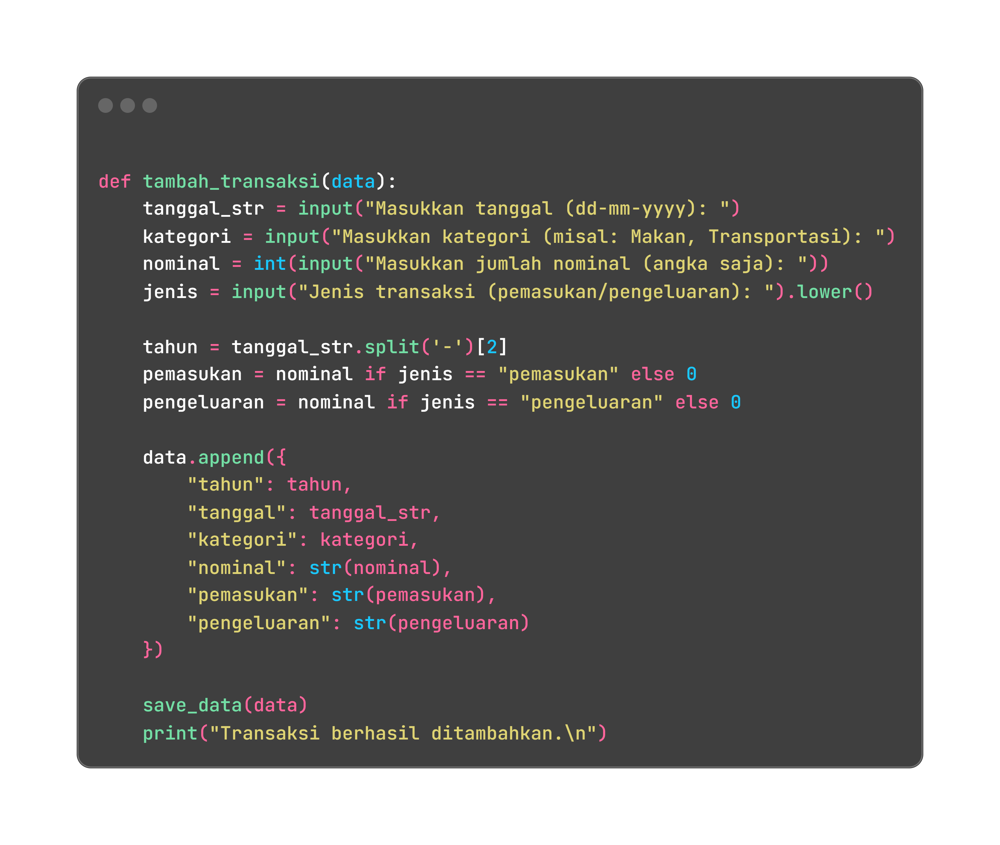 def tambah_transaksi(data):
    tanggal_str = input("Masukkan tanggal (dd-mm-yyyy): ")
    kategori = input("Masukkan kategori (misal: Makan, Transportasi): ")
    nominal = int(input("Masukkan jumlah nominal (angka saja): "))
    jenis = input("Jenis transaksi (pemasukan/pengeluaran): ").lower()

    tahun = tanggal_str.split('-')[2]
    pemasukan = nominal if jenis == "pemasukan" else 0
    pengeluaran = nominal if jenis == "pengeluaran" else 0

    data.append({
        "tahun": tahun,
        "tanggal": tanggal_str,
        "kategori": kategori,
        "nominal": str(nominal),
        "pemasukan": str(pemasukan),
        "pengeluaran": str(pengeluaran)
    })

    save_data(data)
    print("Transaksi berhasil ditambahkan.\n")